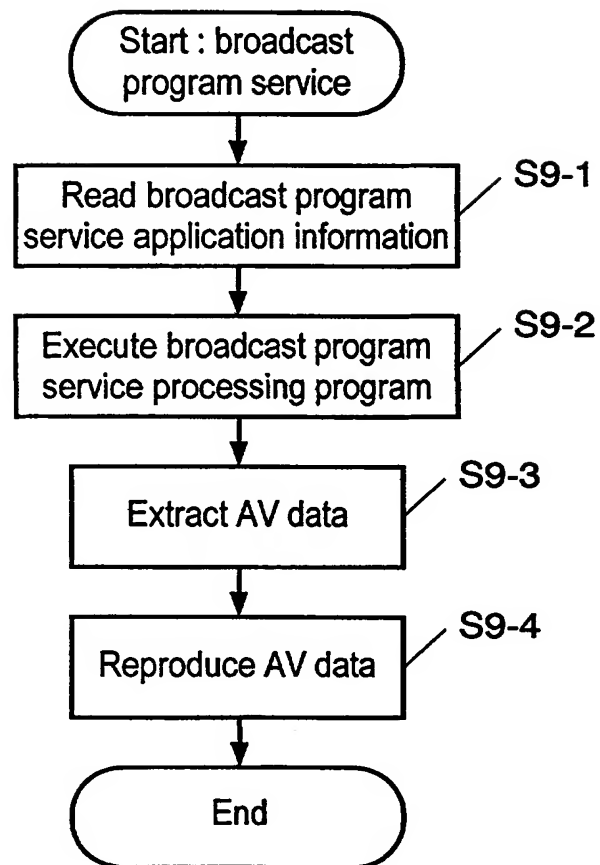 Start : broadcast
program service
Read broadcast program
service application information
S9-1
Execute broadcast program
service processing program
S9-2
Extract AV data
S9-3
Reproduce AV data
S9-4
End